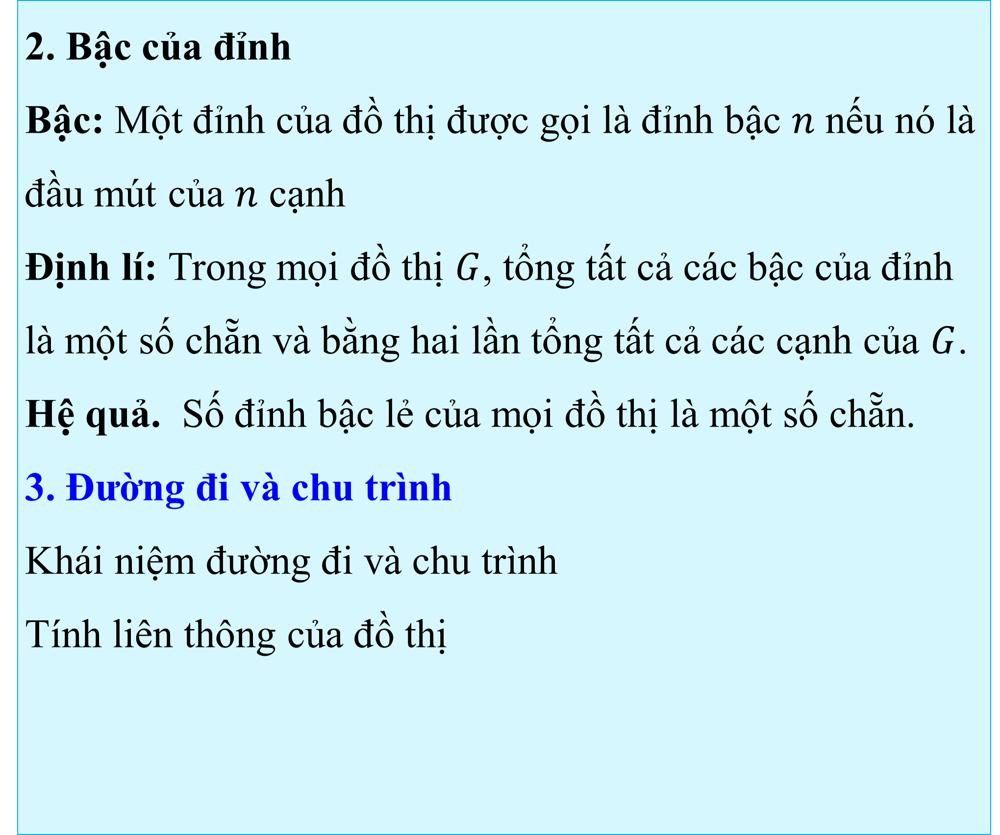 2. Bậc của đỉnh
Bậc: Một đỉnh của đồ thị được gọi là đỉnh bậc n nếu nó là
đầu mút của n cạnh
Định lí: Trong mọi đồ thị G, tổng tất cả các bậc của đỉnh
là một số chẵn và bằng hai lần tổng tất cả các cạnh của G.
Hệ quả. Số đỉnh bậc lẻ của mọi đồ thị là một số chẵn.
3. Đường đi và chu trình
Khái niệm đường đi và chu trình
Tính liên thông của đồ thị